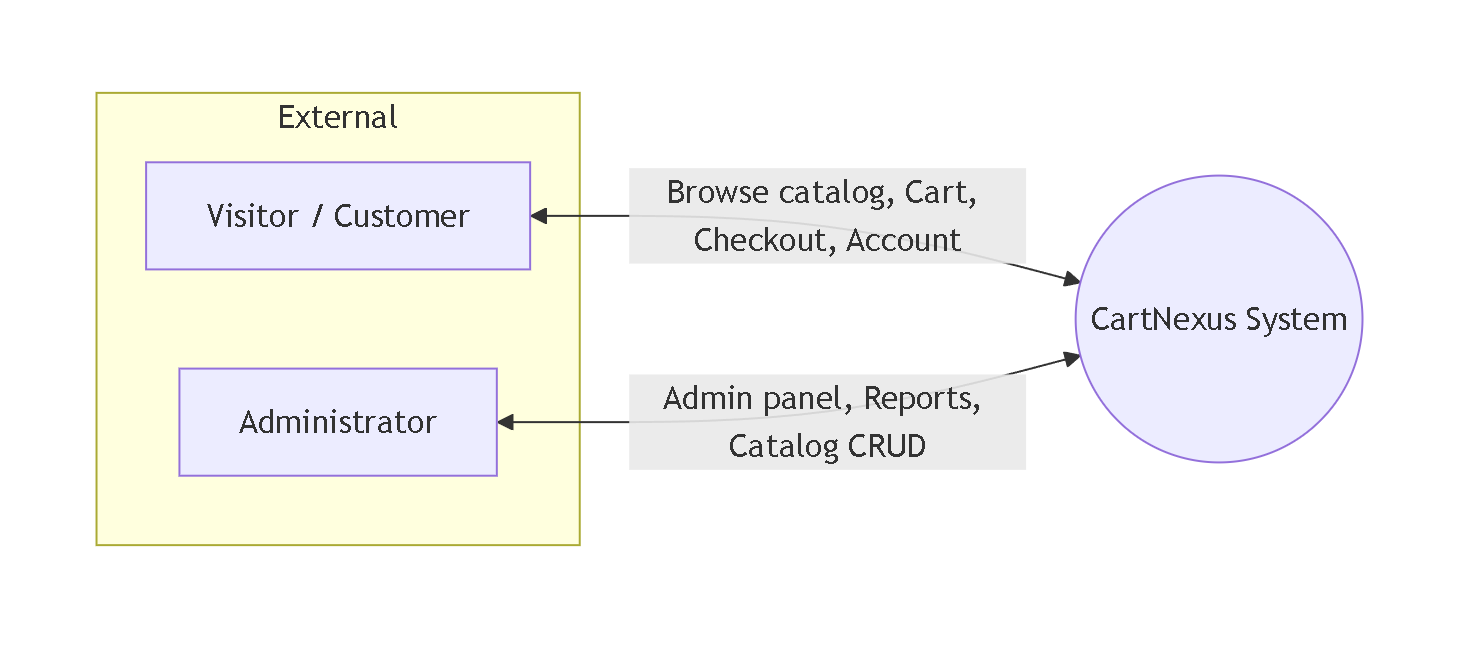 External
Visitor / Customer
Browse catalog, Cart,
Checkout, Account
CartNexus System
Administrator
Admin panel, Reports,
Catalog CRUD